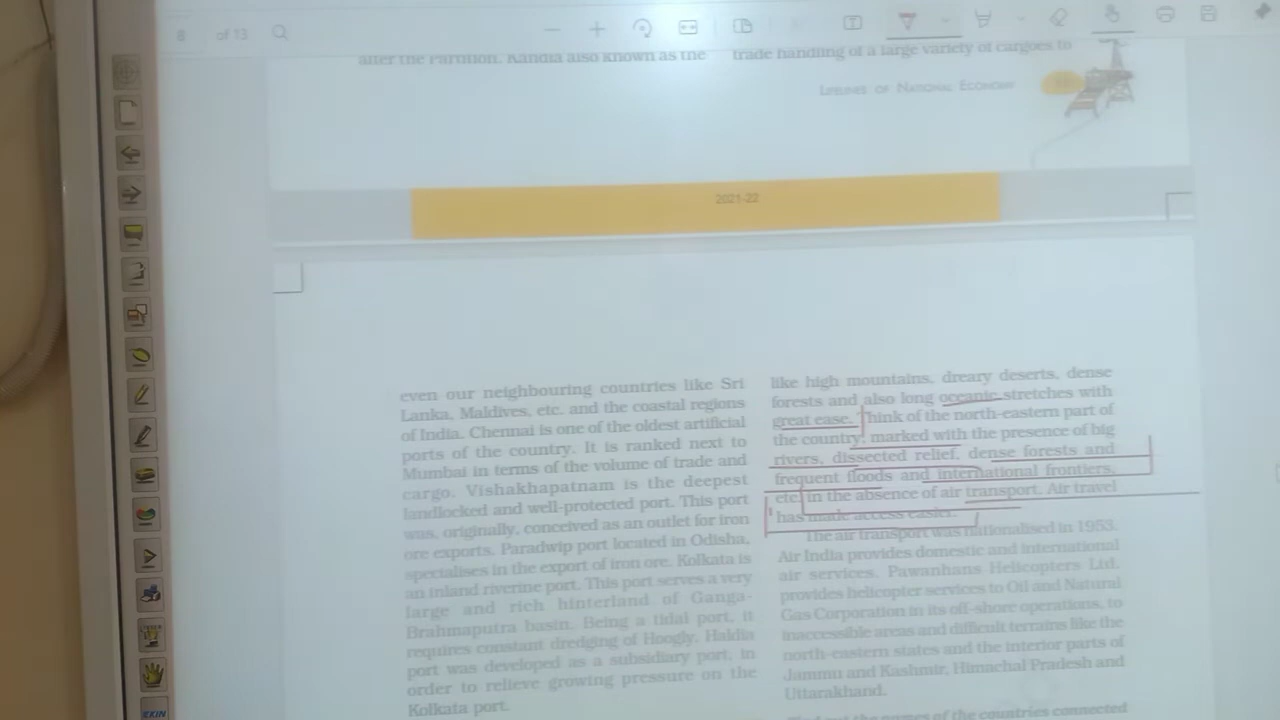 8 of 13
after the Partition. Kandla also known as the
trade handling of a large variety of cargoes to
LIFELINES OF NATIONAL ECONOMY
2021-22
even our neighbouring countries like Sri
Lanka, Maldives, etc. and the coastal regions
of India. Chennai is one of the oldest artificial
ports of the country. It is ranked next to
Mumbai in terms of the volume of trade and
cargo. Vishakhapatnam is the deepest
landlocked and well-protected port. This port
was, originally, conceived as an outlet for iron
ore exports. Paradwip port located in Odisha,
specialises in the export of iron ore. Kolkata is
an inland riverine port. This port serves a very
large and rich hinterland of Ganga-
Brahmaputra basin. Being a tidal port, it
requires constant dredging of Hoogly. Haldia
port was developed as a subsidiary port, in
order to relieve growing pressure on the
Kolkata port.
like high mountains, dreary deserts, dense
forests and also long oceanic stretches with
great ease. Think of the north-eastern part of
the country, marked with the presence of big
rivers, dissected relief, dense forests and
frequent floods and international frontiers,
etc. in the absence of air transport. Air travel
has made access easier.
The air transport was nationalised in 1953.
Air India provides domestic and international
air services. Pawanhans Helicopters Ltd.
provides helicopter services to Oil and Natural
Gas Corporation in its off-shore operations, to
inaccessible areas and difficult terrains like the
north-eastern states and the interior parts of
Jammu and Kashmir, Himachal Pradesh and
Uttarakhand.
Find out the names of the countries connected
EKIN